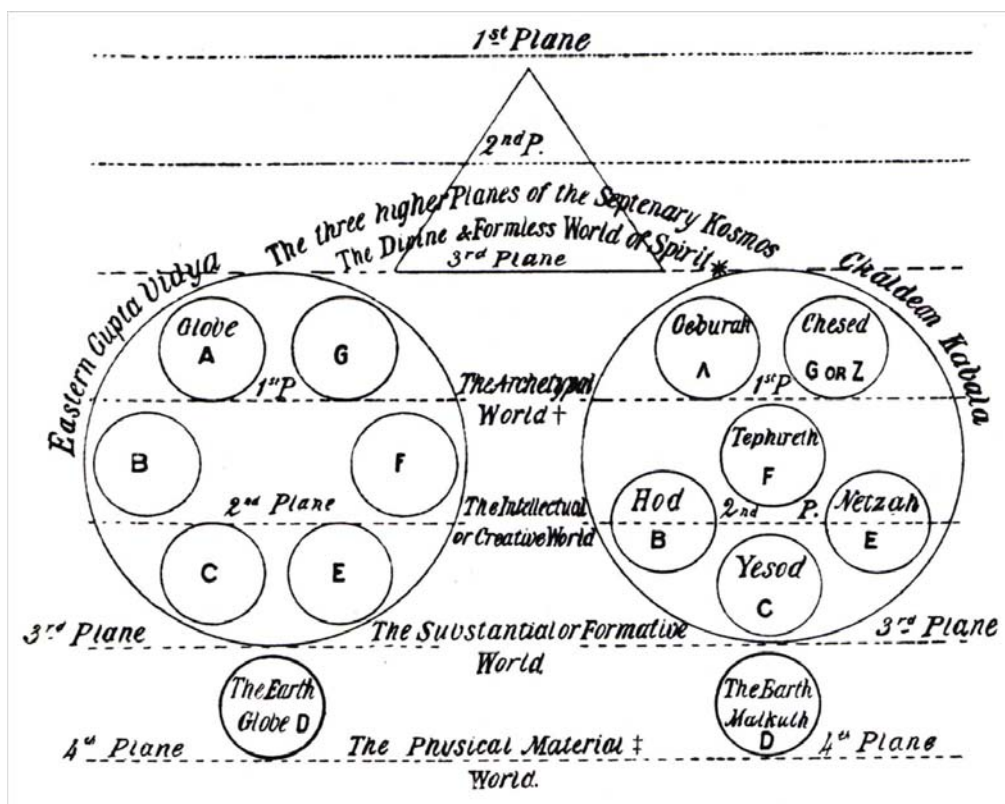 1st Plane
2nd P.
The three higher Planes of the Septenary Kosmos
The Divine & Formless World of Spirit*
3rd Plane
Eastern Gupta Vidya
Chaldean Kabala
Globe
A
G
1st P
B
F
2nd Plane
C
E
The Archetypal
World †
The Intellectual
or Creative World
Geburah
A
Chesed
G OR Z
1st P
Tephireth
F
Hod
B
2nd P.
Netzah
E
Yesod
C
3rd Plane
The Substantial or Formative
World.
3rd Plane
The Earth
Globe D
The Earth
Malkuth
D
4th Plane
The Physical Material ‡
World.
4th Plane